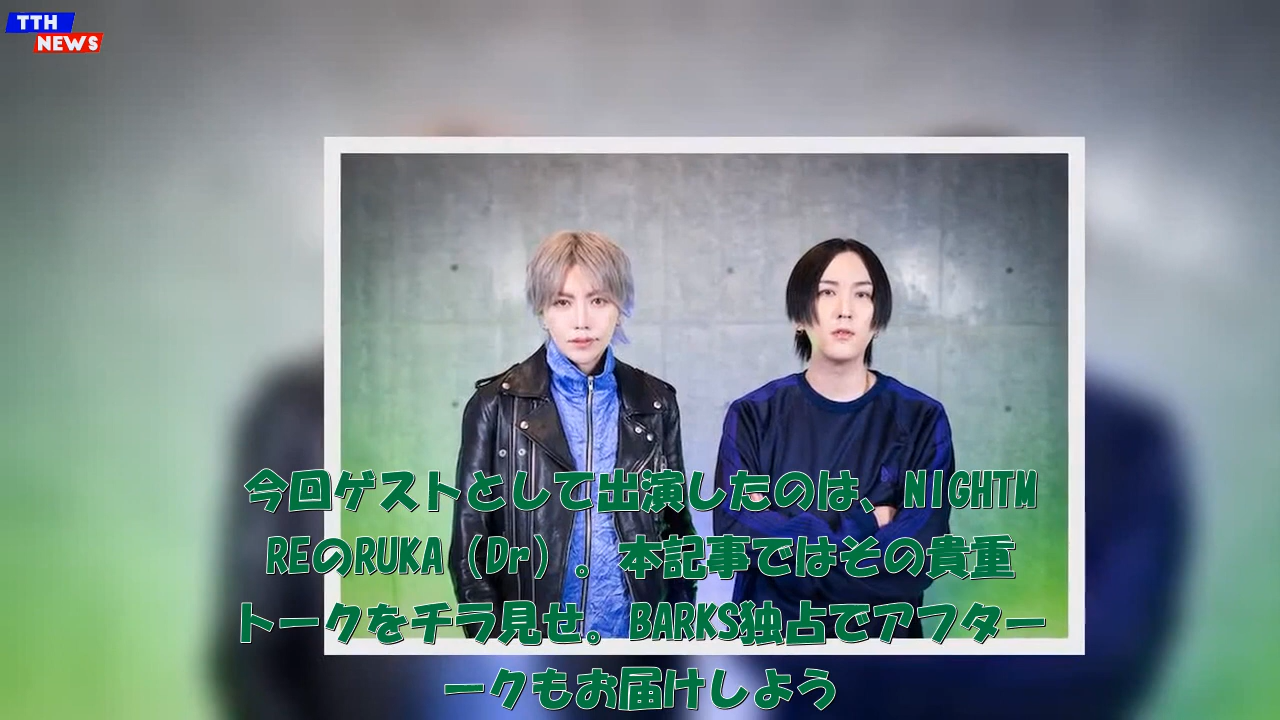 TTH
NEWS
今回ゲストとして出演したのは、NIGHTM
REのRUKA（Dr）。本記事ではその貴重
トークをチラ見せ。BARKS独占でアフター
ークもお届けしよう